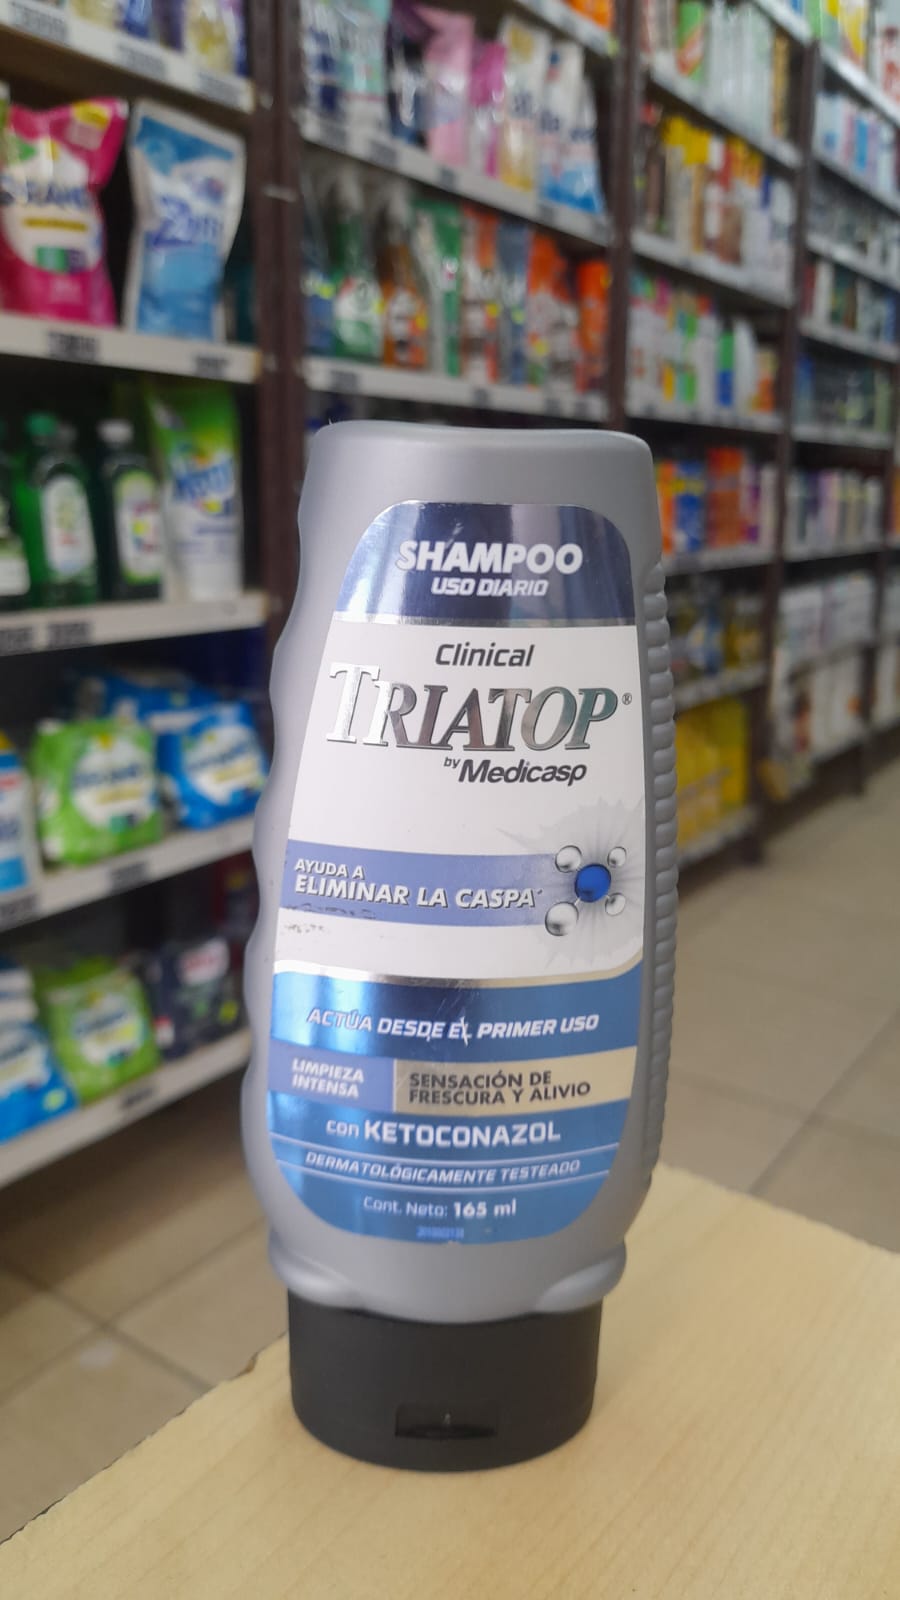 SHAMPOO
USO DIARIO
Clinical
TRIATOP®
by Medicasp
AYUDA A
ELIMINAR LA CASPA*
ACTÚA DESDE EL PRIMER USO
LIMPIEZA
INTENSA
SENSACIÓN DE
FRESCURA Y ALIVIO
con KETOCONAZOL
DERMATOLÓGICAMENTE TESTEADO
Cont. Neto: 165 ml